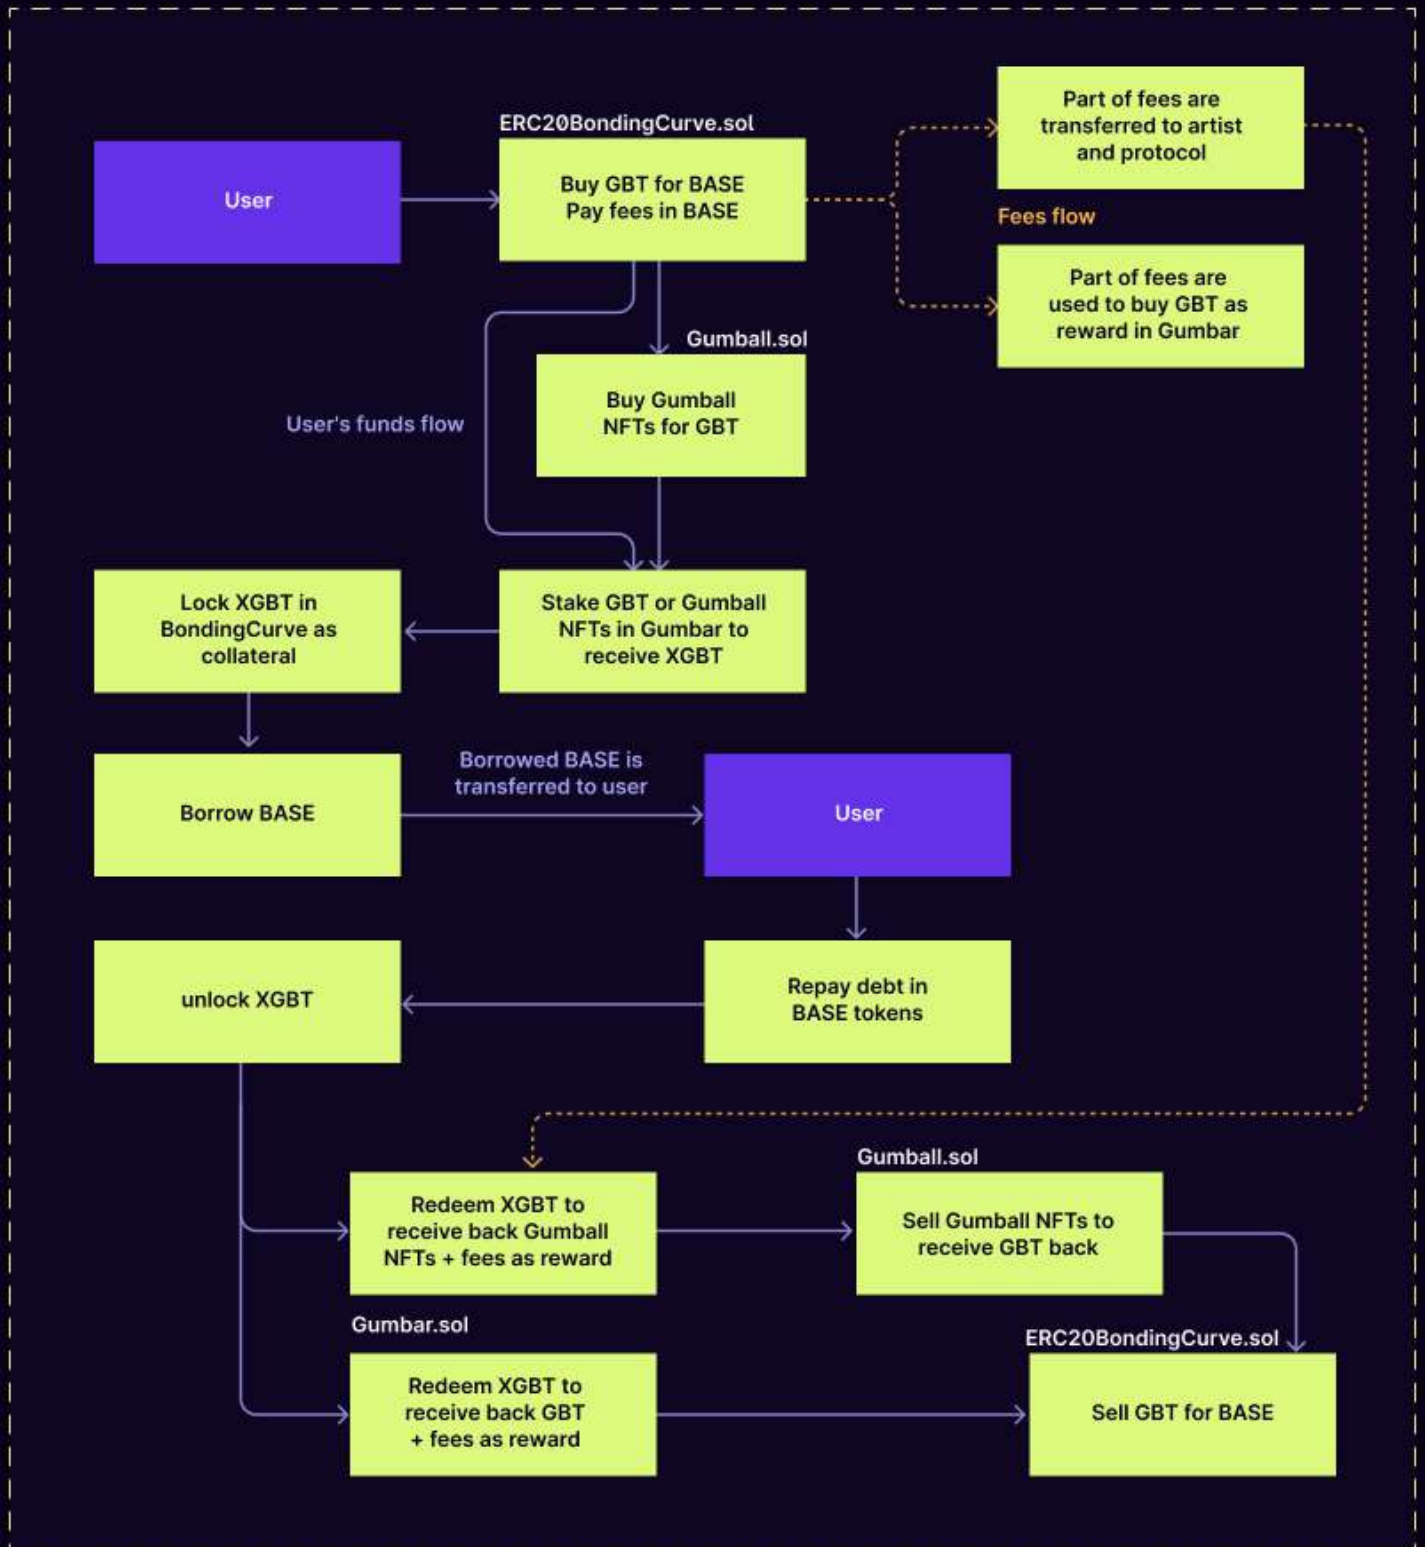 ERC20BondingCurve.sol
User
Buy GBT for BASE
Pay fees in BASE
Part of fees are
transferred to artist
and protocol
Fees flow
Part of fees are
used to buy GBT as
reward in Gumbar
Gumball.sol
Buy Gumball
NFTs for GBT
User's funds flow
Lock XGBT in
BondingCurve as
collateral
Stake GBT or Gumball
NFTs in Gumbar to
receive XGBT
Borrow BASE
Borrowed BASE is
transferred to user
User
unlock XGBT
Repay debt in
BASE tokens
Redeem XGBT to
receive back Gumball
NFTs + fees as reward
Gumball.sol
Sell Gumball NFTs to
receive GBT back
Gumbar.sol
Redeem XGBT to
receive back GBT
+ fees as reward
ERC20BondingCurve.sol
Sell GBT for BASE